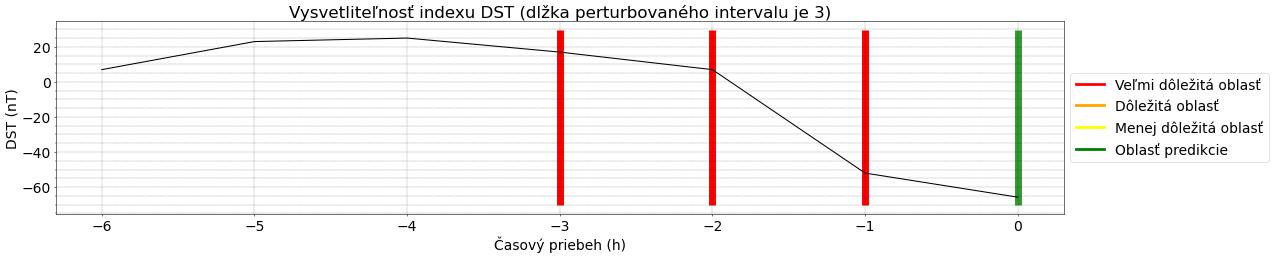 Vysvetliteľnosť indexu DST (dĺžka perturbovaného intervalu je 3)
DST (nT)
20
0
−20
−40
−60
−6 −5 −4 −3 −2 −1 0
Časový priebeh (h)
Veľmi dôležitá oblasť
Dôležitá oblasť
Menej dôležitá oblasť
Oblasť predikcie